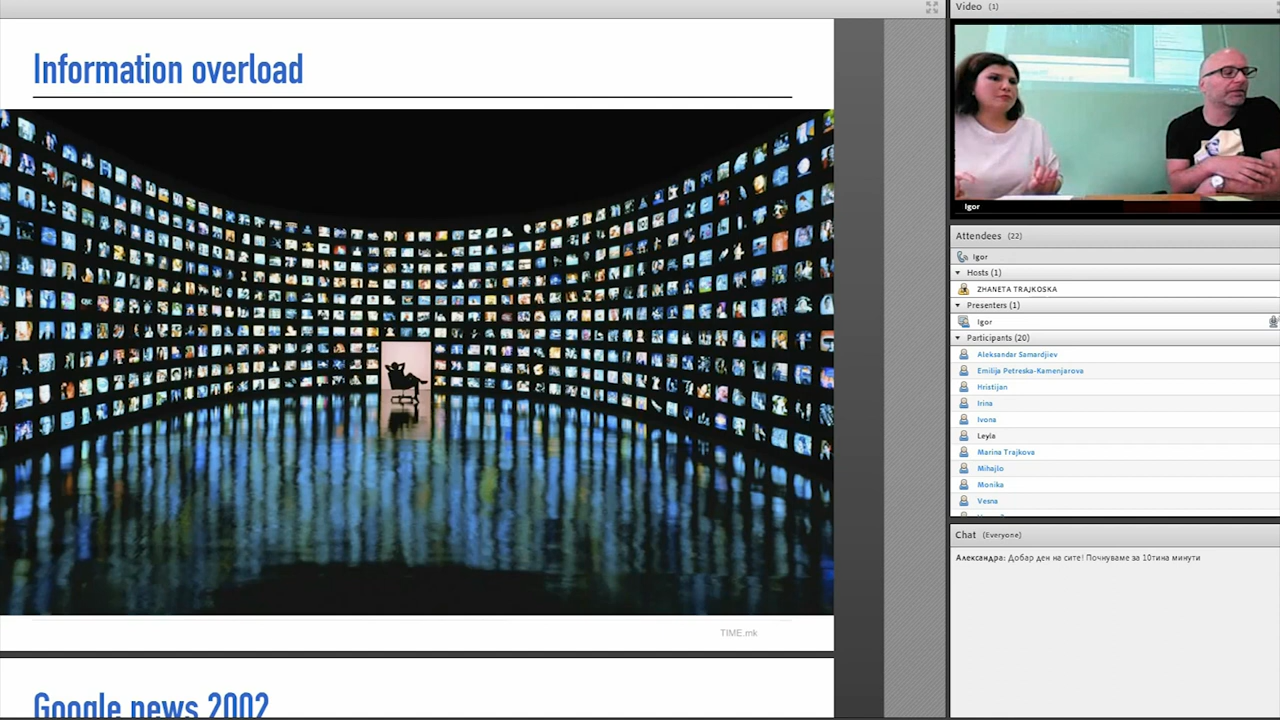 Information overload
TIME.mk
Google news 2002
Video (1)
Igor
Attendees (22)
Igor
Hosts (1)
ZHANETA TRAJKOSKA
Presenters (1)
Igor
Participants (20)
Aleksandar Samardjiev
Emilija Petreska-Kamenjarova
Hristijan
Irina
Ivona
Leyla
Marina Trajkova
Mihajlo
Monika
Vesna
Chat (Everyone)
Александра: Добар ден на сите! Почнуваме за 10тина минути